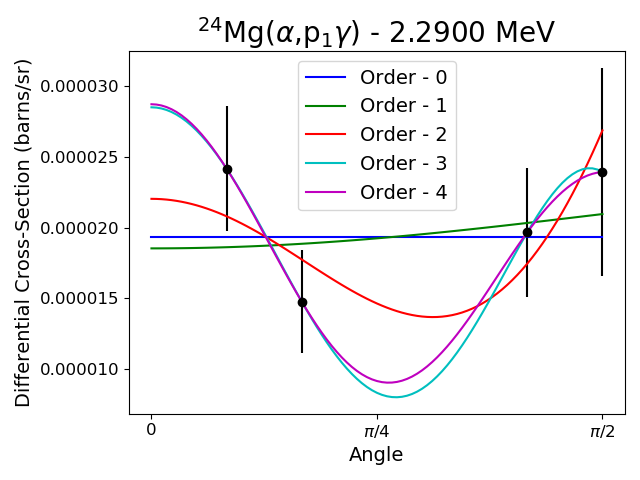 ²⁴Mg(α,p₁γ) - 2.2900 MeV
Differential Cross-Section (barns/sr)
0.000030
0.000025
0.000020
0.000015
0.000010
Order - 0
Order - 1
Order - 2
Order - 3
Order - 4
0 π/4 π/2
Angle